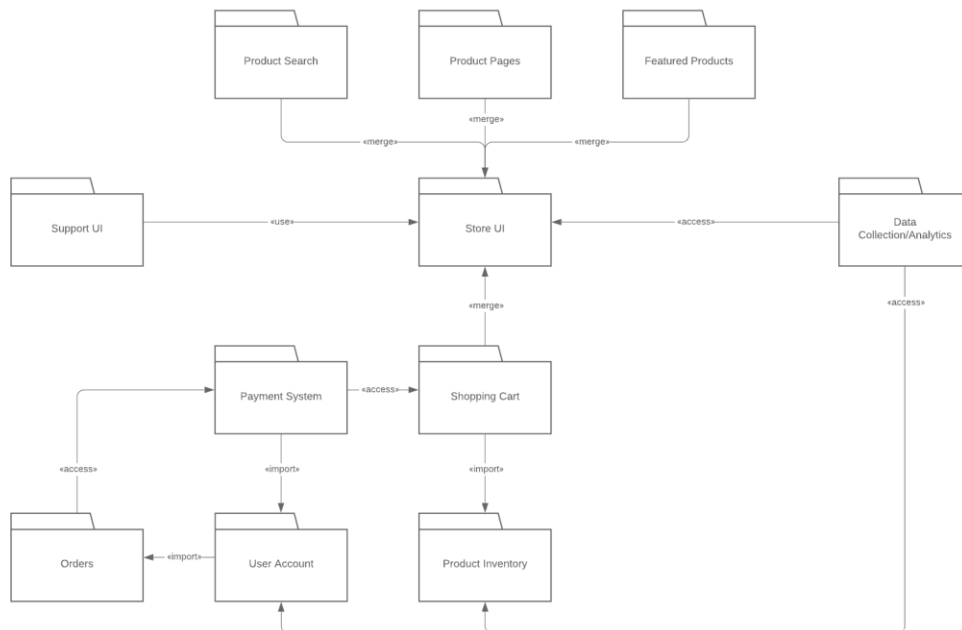 Product Search
Product Pages
Featured Products
«merge»
«merge»
«merge»
Support UI
«use»
Store UI
«access»
Data
Collection/Analytics
«access»
«merge»
Payment System
«access»
Shopping Cart
«access»
«import»
«import»
Orders
«import»
User Account
Product Inventory